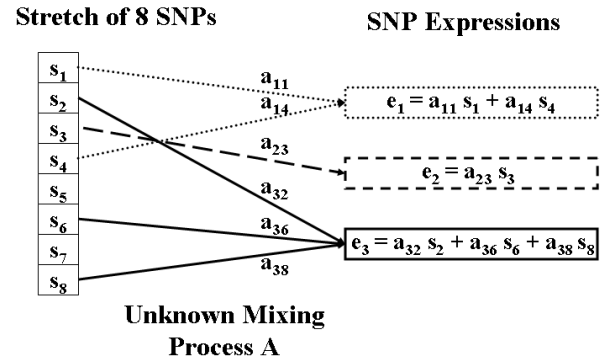 Stretch of 8 SNPs
SNP Expressions
s1
s2
s3
s4
s5
s6
s7
s8
a11
a14
a23
a32
a36
a38
e1 = a11 s1 + a14 s4
e2 = a23 s3
e3 = a32 s2 + a36 s6 + a38 s8
Unknown Mixing
Process A